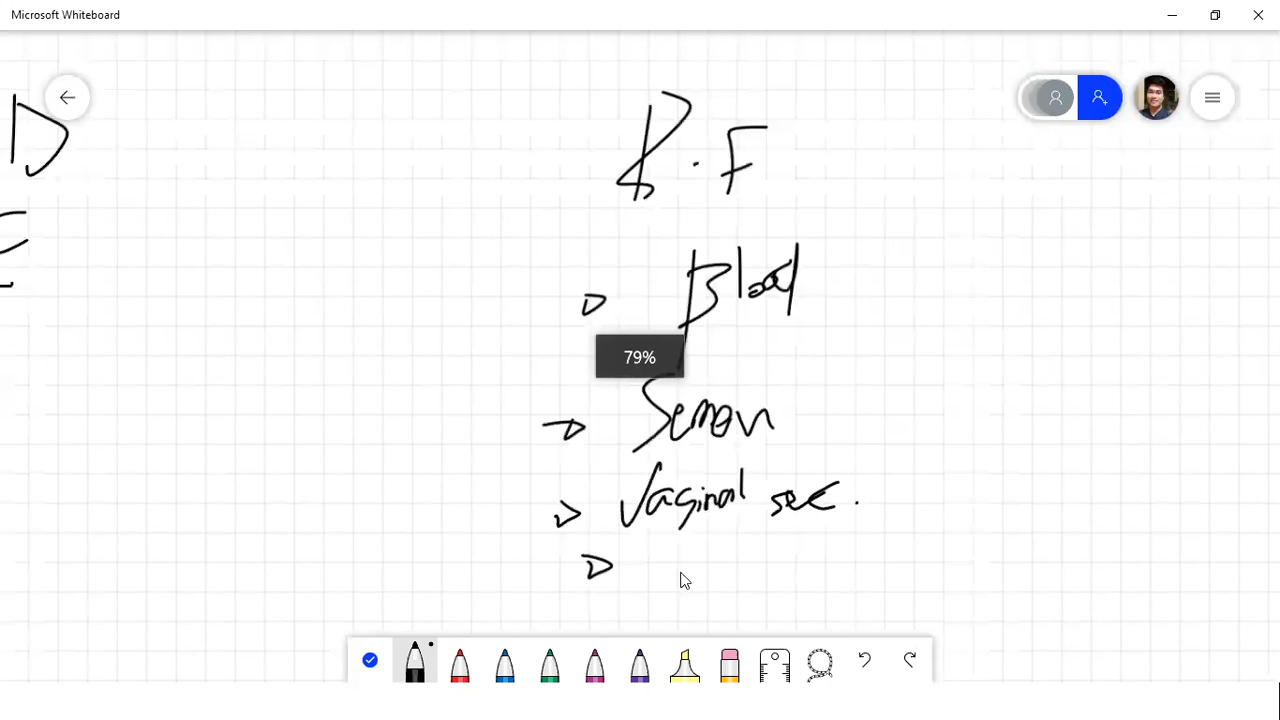 Microsoft Whiteboard
D
R.F
Blood
79%
Semen
Vaginal sec.